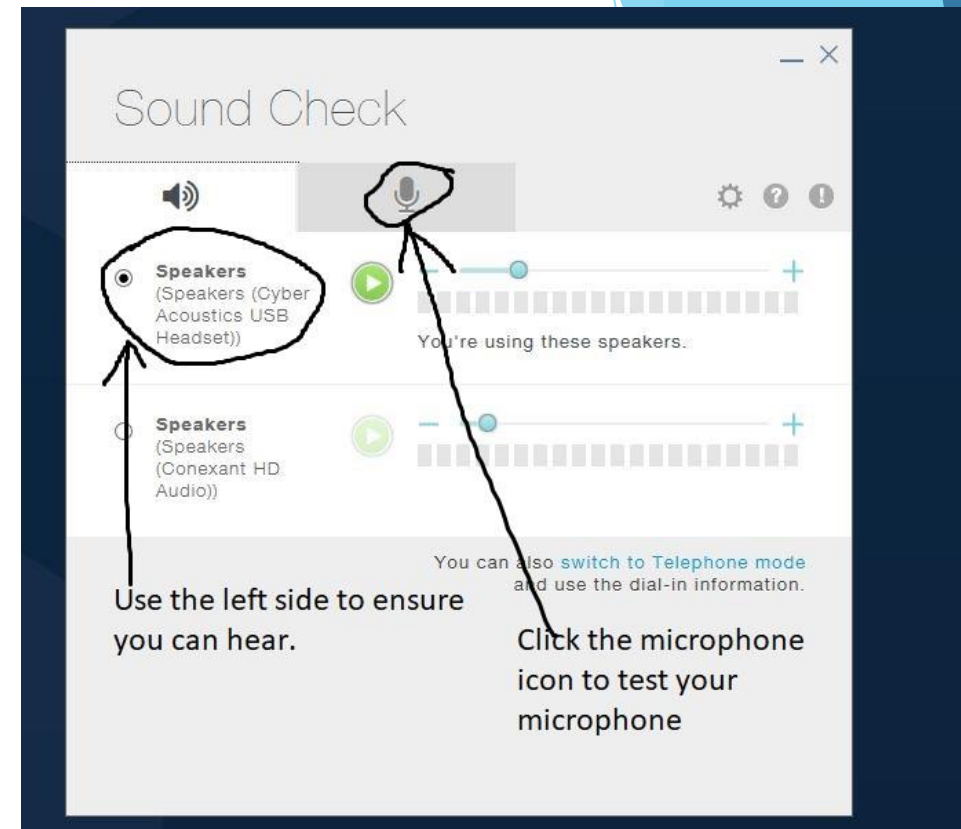 Sound Check
Speakers
(Speakers (Cyber
Acoustics USB
Headset))
You're using these speakers.
Speakers
(Speakers
(Conexant HD
Audio))
You can also switch to Telephone mode
and use the dial-in information.
Use the left side to ensure
you can hear.
Click the microphone
icon to test your
microphone